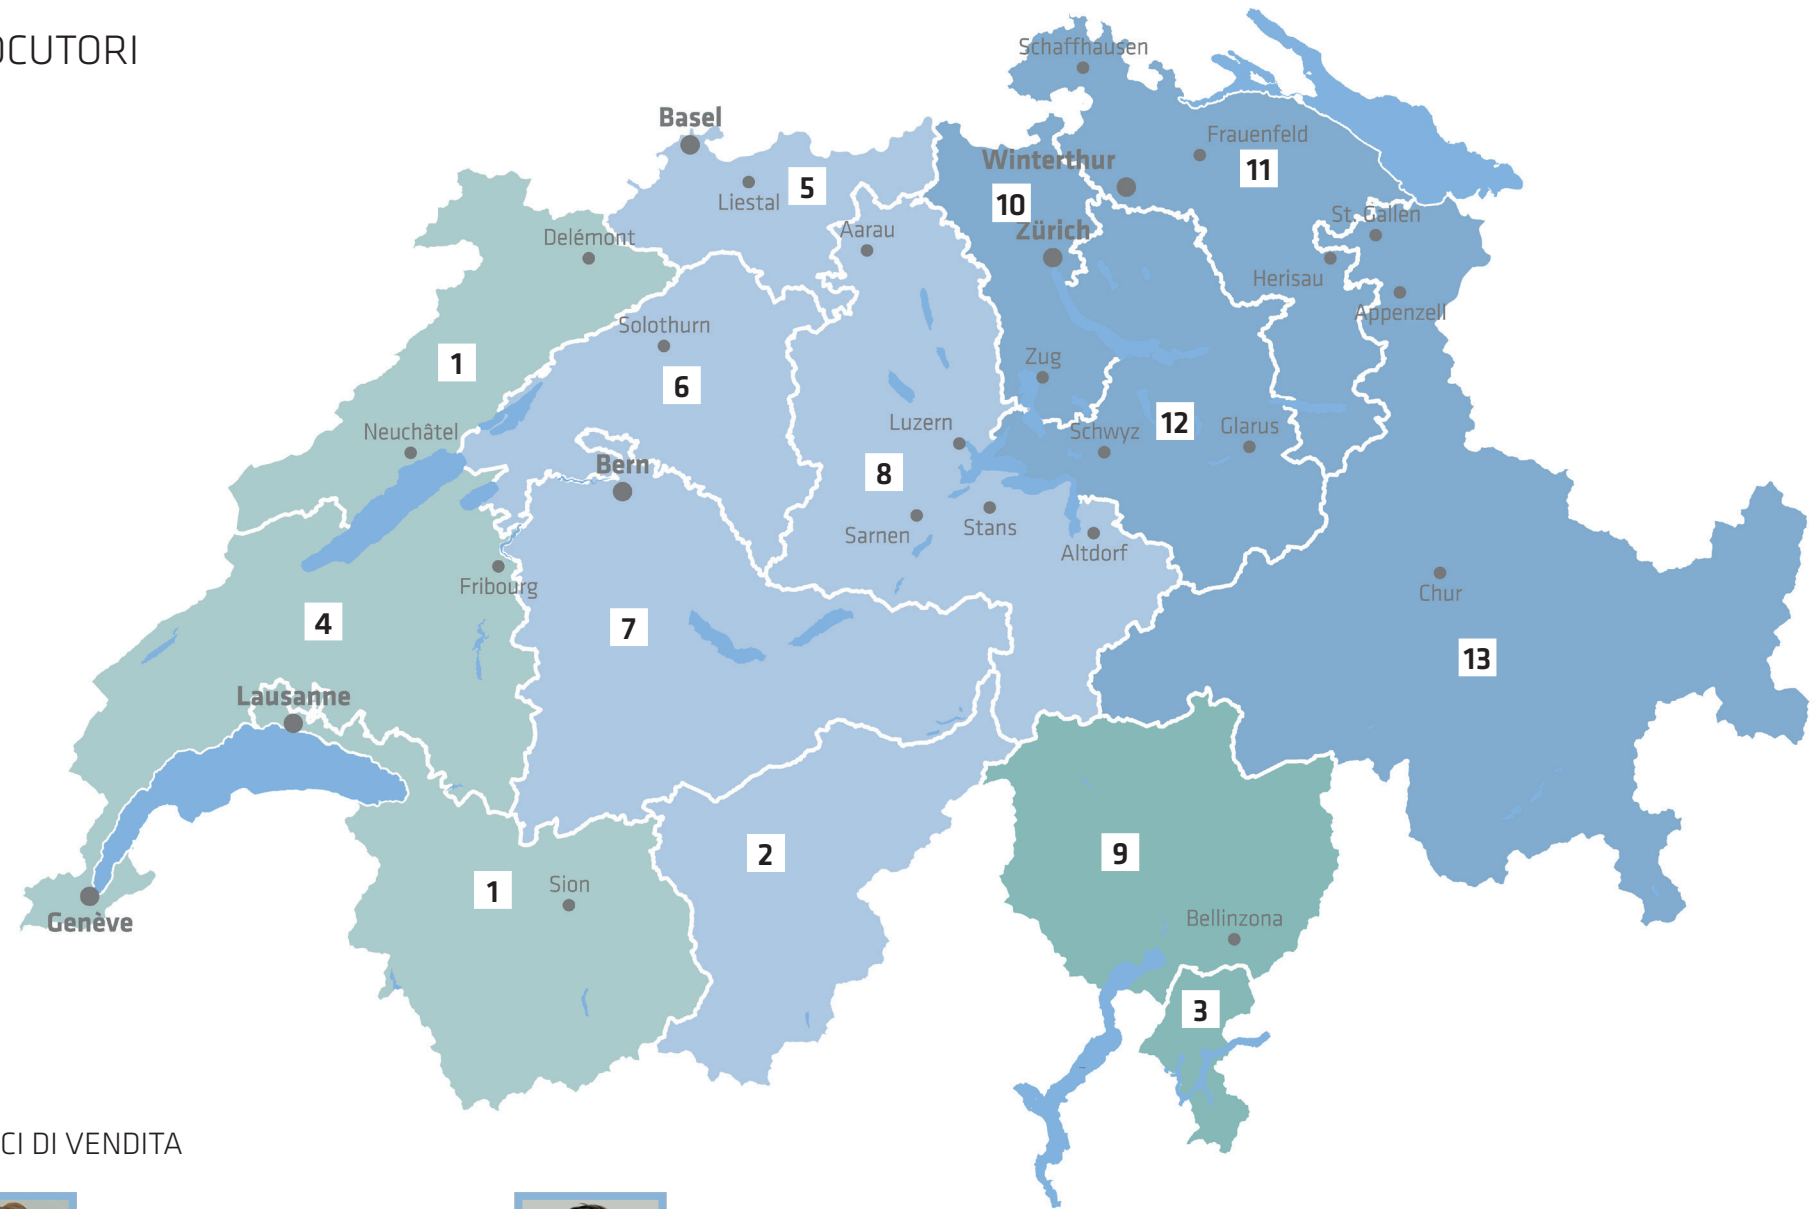 OCUTORI
Schaffhausen
Basel
Frauenfeld
Winterthur
11
5
Liestal
10
St. Gallen
Aarau
Zürich
Delémont
Herisau
Appenzell
Solothurn
1
Zug
6
Luzern
12
Neuchâtel
Schwyz
Glarus
Bern
8
Stans
Sarnen
Altdorf
Fribourg
Chur
4
7
13
Lausanne
2
9
1
Sion
Bellinzona
Genève
3
CI DI VENDITA